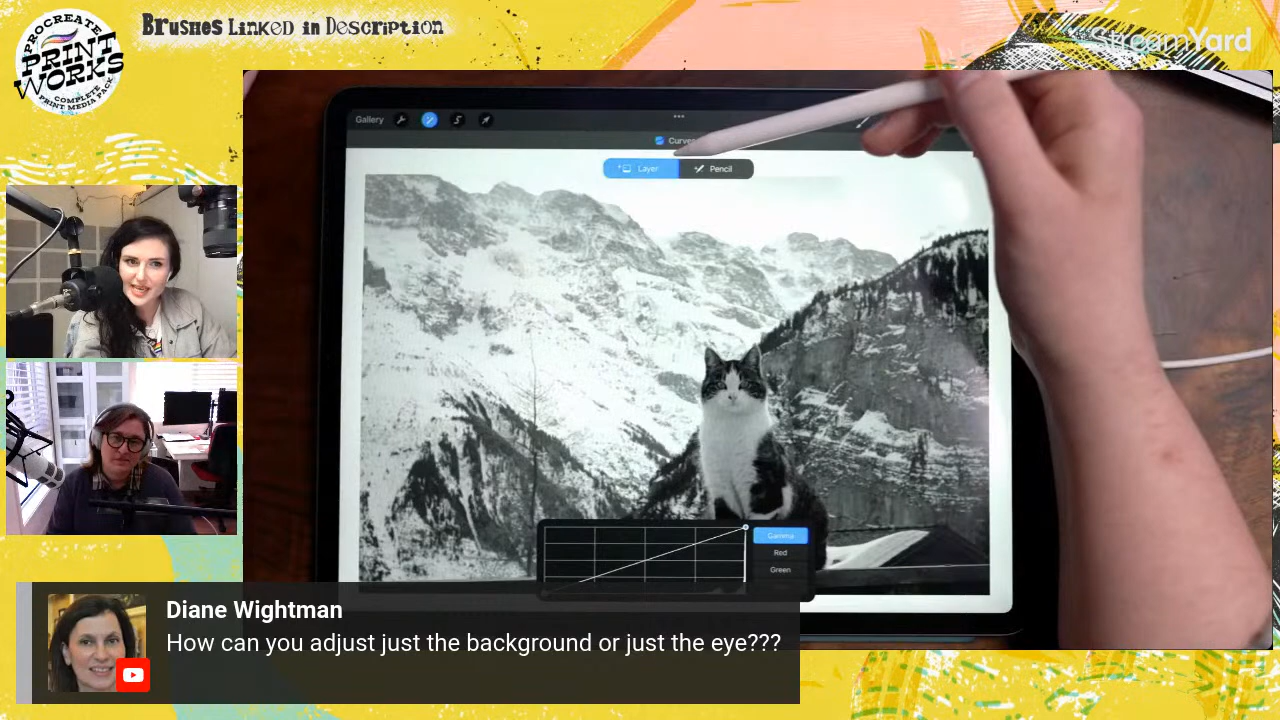 PROCREATE
PRINT
WORKS
COMPLETE
PRINT MEDIA PACK
Brushes Linked in Description
StreamYard
Gallery
Curves
Layer
Pencil
Gamma
Red
Green
Diane Wightman
How can you adjust just the background or just the eye???